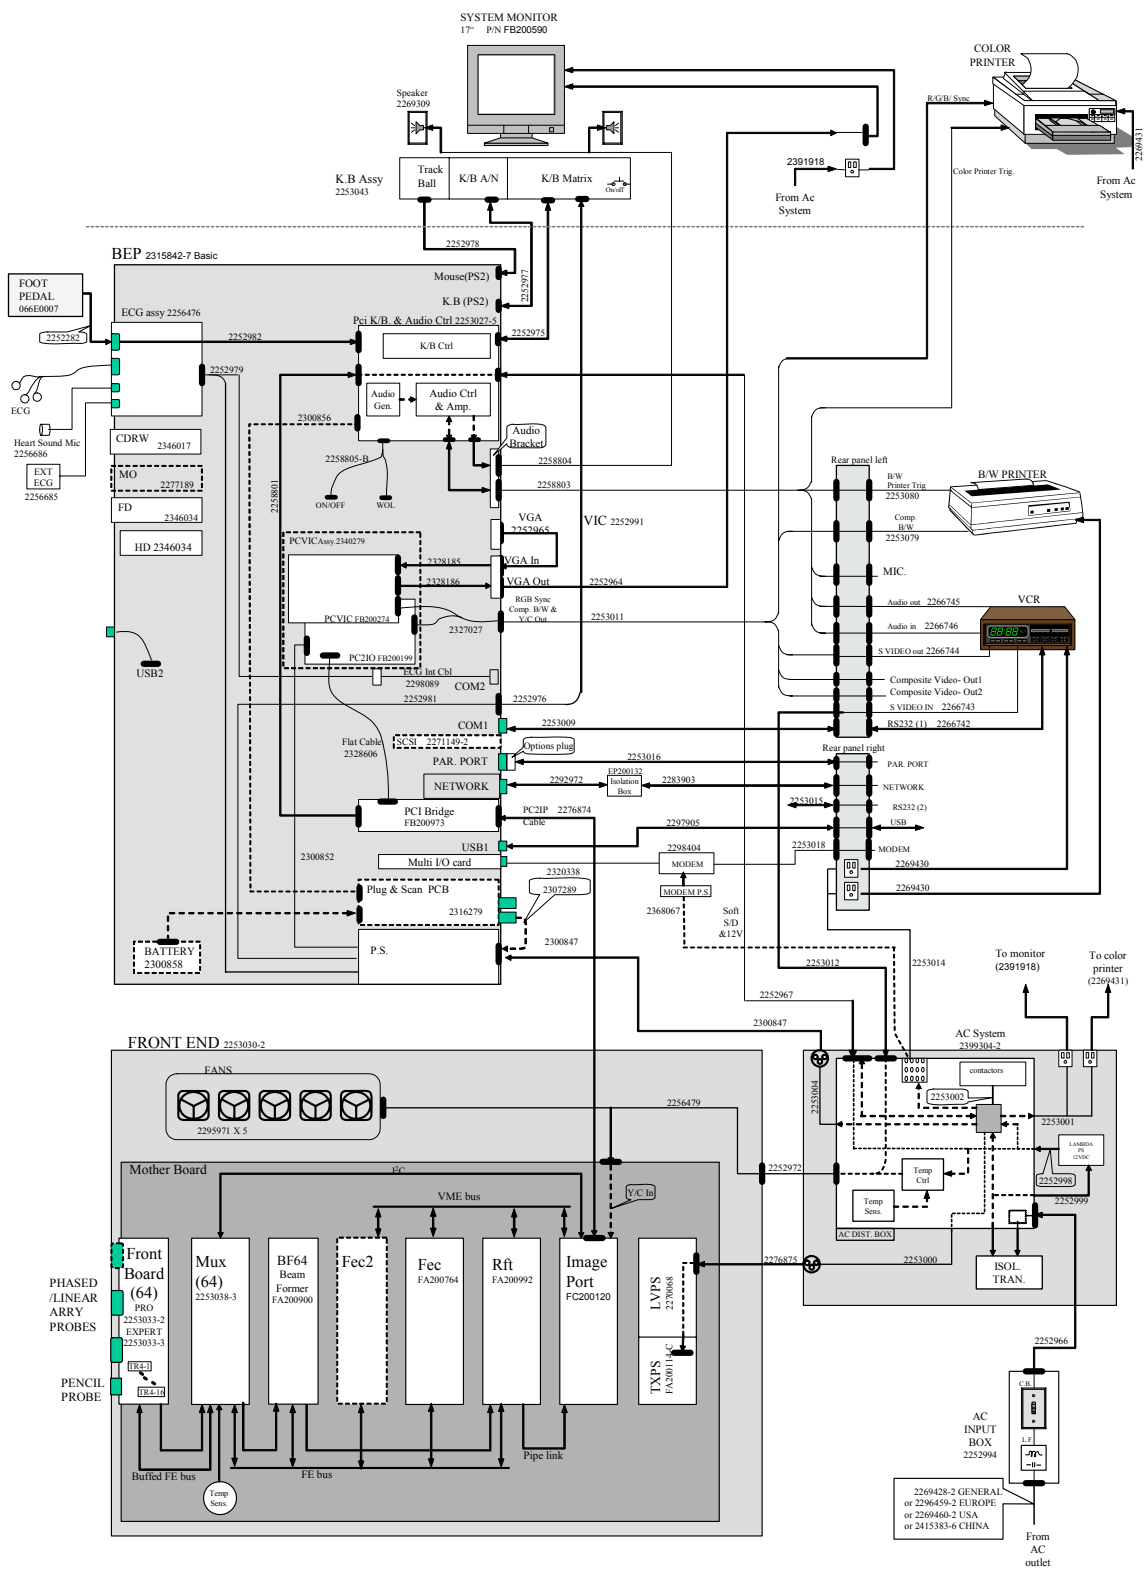 SYSTEM MONITOR
17" P/N FB200590
COLOR
PRINTER
Speaker
2269309
R/G/B/ Sync
2269431
K.B Assy
2253043
Track
Ball
K/B A/N
K/B Matrix
On/off
2391918
From Ac
System
Color Printer Trig.
From Ac
System
BEP 2315842-7 Basic
2252978
2252977
Mouse(PS2)
K.B (PS2)
FOOT
PEDAL
066E0007
2252282
ECG assy 2256476
Pci K/B. & Audio Ctrl 2253027-5
2252982
2252975
K/B Ctrl
2252979
Audio
Gen.
Audio Ctrl
& Amp.
ECG
2300856
Heart Sound Mic
2256686
EXT
ECG
2256685
CDRW
2346017
MO
2277189
FD
2346034
HD 2346034
2258801
2258805-B
ON/OFF
WOL
Audio
Bracket
2258804
2258803
Rear panel left
B/W
Printer Trig
2253080
B/W PRINTER
Comp.
B/W
2253079
VGA
2252965
VIC 2252991
PCVIC Assy.2340279
2328185
VGA In
2328186
VGA Out
2252964
MIC.
RGB Sync
Comp. B/W &
Y/C Out
2253011
PCVIC FB200274
2327027
PC2IO FB200199
Audio out 2266745
VCR
Audio in 2266746
S VIDEO out 2266744
USB2
ECG Int Cbl
2298089
COM2
Composite Video- Out1
Composite Video- Out2
2252981
2252976
S VIDEO IN 2266743
COM1
2253009
RS232 (1) 2266742
Flat Cable
2328606
SCSI 2271149-2
Options plug
Rear panel right
PAR. PORT
2253016
PAR. PORT
NETWORK
2292972
EP200132
Isolation
Box
2283903
NETWORK
PCI Bridge
FB200973
PC2IP 2276874
Cable
2253015
RS232 (2)
USB1
2297905
USB
2300852
Multi I/O card
2298404
MODEM
2253018
MODEM
2320338
2269430
Plug & Scan PCB
2307289
MODEM P.S.
2269430
2316279
2368067
Soft
S/D
&12V
BATTERY
2300858
P.S.
2300847
2253012
2253014
To monitor
(2391918)
To color
printer
(2269431)
2252967
2300847
FRONT END 2253030-2
AC System
2399304-2
FANS
contactors
2253004
2253002
2295971 X 5
2256479
2253001
Mother Board
I²C
2252972
LAMBDA
PS
12VDC
Temp
Ctrl
2252998
VME bus
Y/C In
2252999
Temp
Sens.
AC DIST. BOX
Front
Board
(64)
PRO
2253033-2
EXPERT
2253033-3
Mux
(64)
2253038-3
BF64
Beam
Former
FA200900
Fec2
Fec
FA200764
Rft
FA200992
Image
Port
FC200120
LVPS
2270068
2276875
2253000
ISOL.
TRAN.
PHASED
/LINEAR
ARRY
PROBES
TXPS
FA200114-C
TR4-1
TR4-16
PENCIL
PROBE
2252966
C.B.
AC
INPUT
BOX
2252994
L.F.
Pipe link
Buffed FE bus
FE bus
Temp
Sens.
2269428-2 GENERAL
or 2296459-2 EUROPE
or 2269460-2 USA
or 2415383-6 CHINA
From
AC
outlet